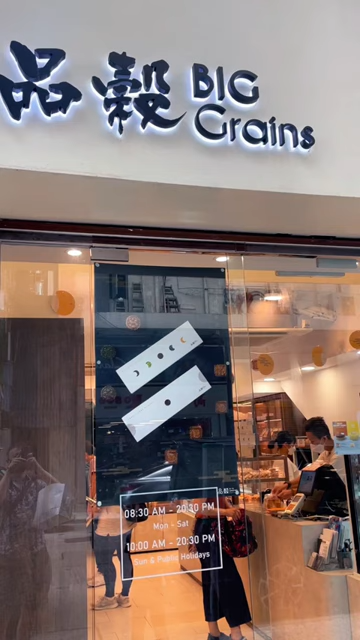 品穀 BIG
Grains
08:30 AM - 20:30 PM
Mon - Sat
10:00 AM - 20:30 PM
Sun & Public Holidays